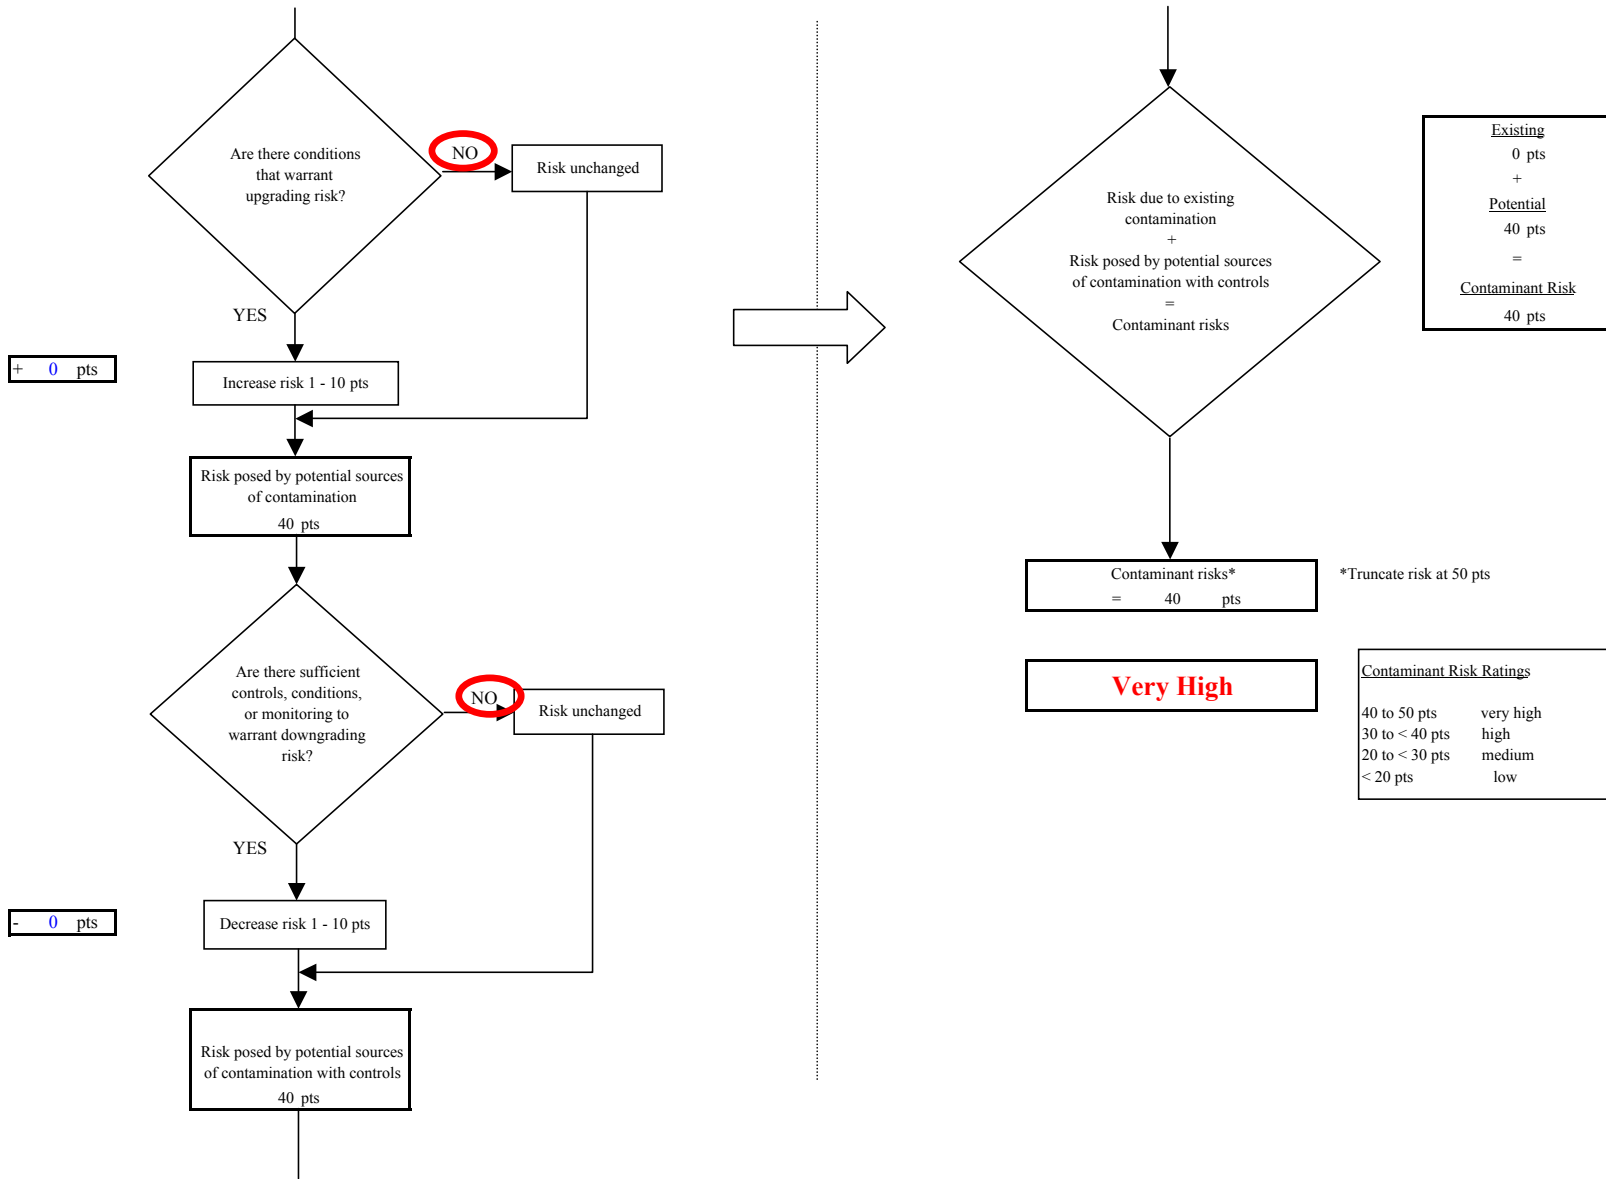 Are there conditions
that warrant
upgrading risk?
NO
Risk unchanged
YES
+ 0 pts
Increase risk 1 - 10 pts
Risk posed by potential sources
of contamination
40 pts
Are there sufficient
controls, conditions,
or monitoring to
warrant downgrading
risk?
NO
Risk unchanged
YES
- 0 pts
Decrease risk 1 - 10 pts
Risk posed by potential sources
of contamination with controls
40 pts
Risk due to existing
contamination
+
Risk posed by potential sources
of contamination with controls
=
Contaminant risks
Existing
0 pts
+
Potential
40 pts
=
Contaminant Risk
40 pts
Contaminant risks*
= 40 pts
*Truncate risk at 50 pts
Very High
Contaminant Risk Ratings
40 to 50 pts very high
30 to < 40 pts high
20 to < 30 pts medium
< 20 pts low